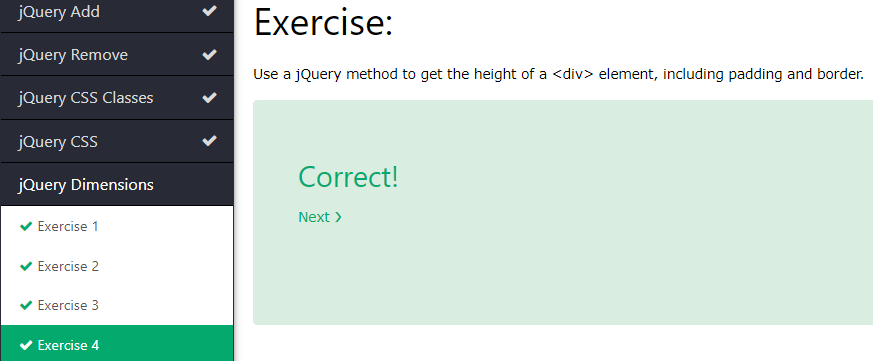 jQuery Add
jQuery Remove
jQuery CSS Classes
jQuery CSS
jQuery Dimensions
Exercise 1
Exercise 2
Exercise 3
Exercise 4
Exercise:
Use a jQuery method to get the height of a <div> element, including padding and border.
Correct!
Next ❯